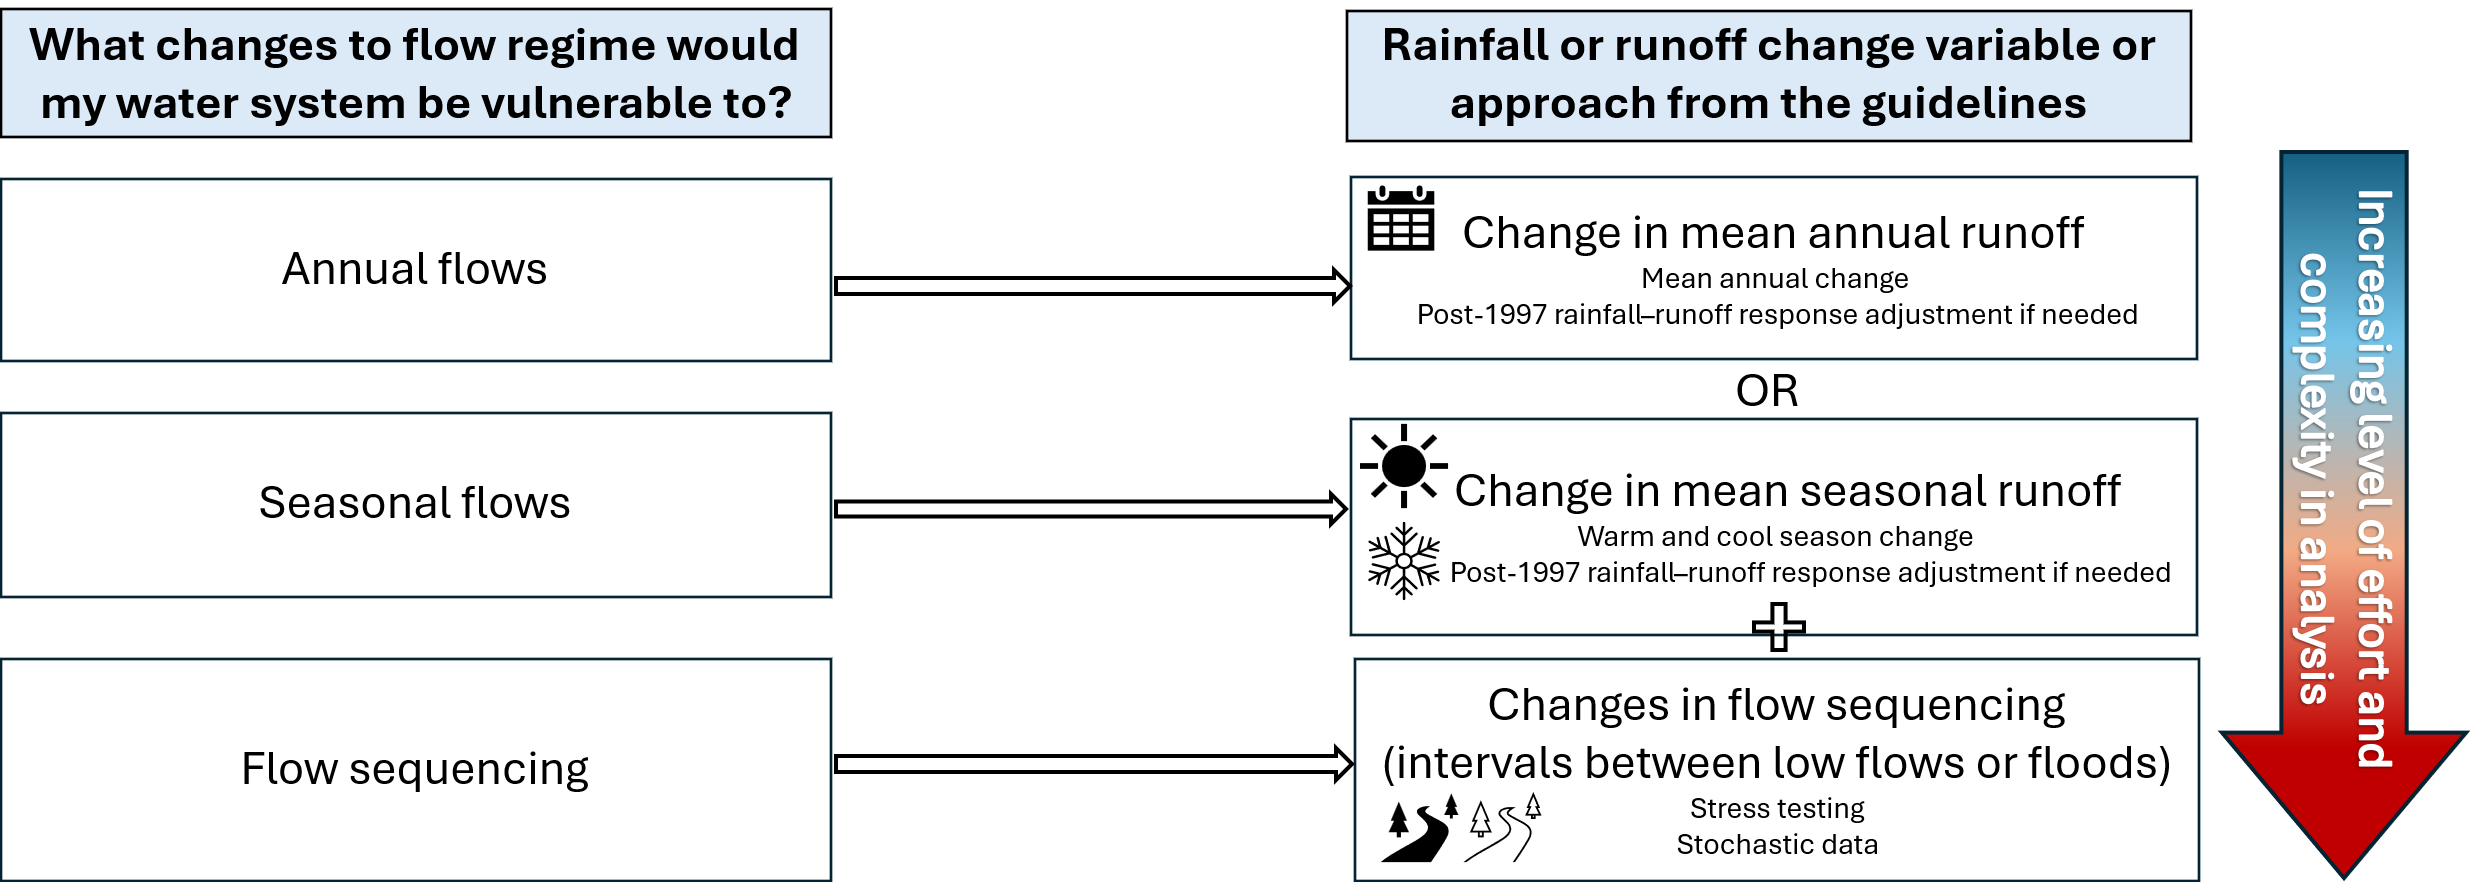 What changes to flow regime would
my water system be vulnerable to?
Rainfall or runoff change variable or
approach from the guidelines
Annual flows
Change in mean annual runoff
Mean annual change
Post-1997 rainfall–runoff response adjustment if needed
OR
Seasonal flows
Change in mean seasonal runoff
Warm and cool season change
Post-1997 rainfall–runoff response adjustment if needed
Flow sequencing
Changes in flow sequencing
(intervals between low flows or floods)
Stress testing
Stochastic data
Increasing level of effort and
complexity in analysis